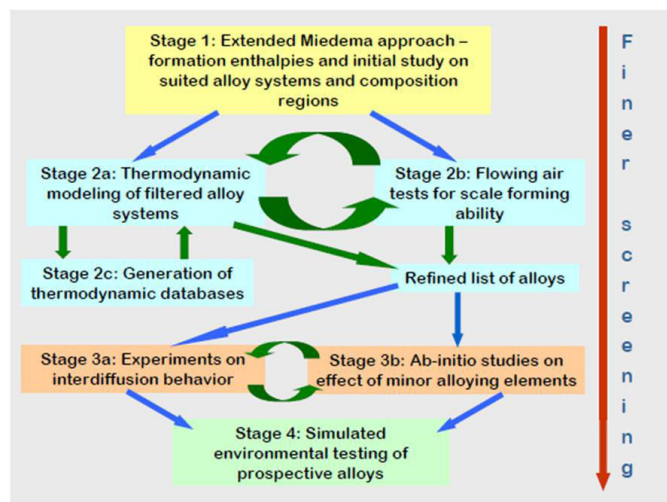 Stage 1: Extended Miedema approach –
formation enthalpies and initial study on
suited alloy systems and composition
regions
Stage 2a: Thermodynamic
modeling of filtered alloy
systems
Stage 2b: Flowing air
tests for scale forming
ability
Stage 2c: Generation of
thermodynamic databases
Refined list of alloys
Stage 3a: Experiments on
interdiffusion behavior
Stage 3b: Ab-initio studies on
effect of minor alloying elements
Stage 4: Simulated
environmental testing of
prospective alloys
Finer screening